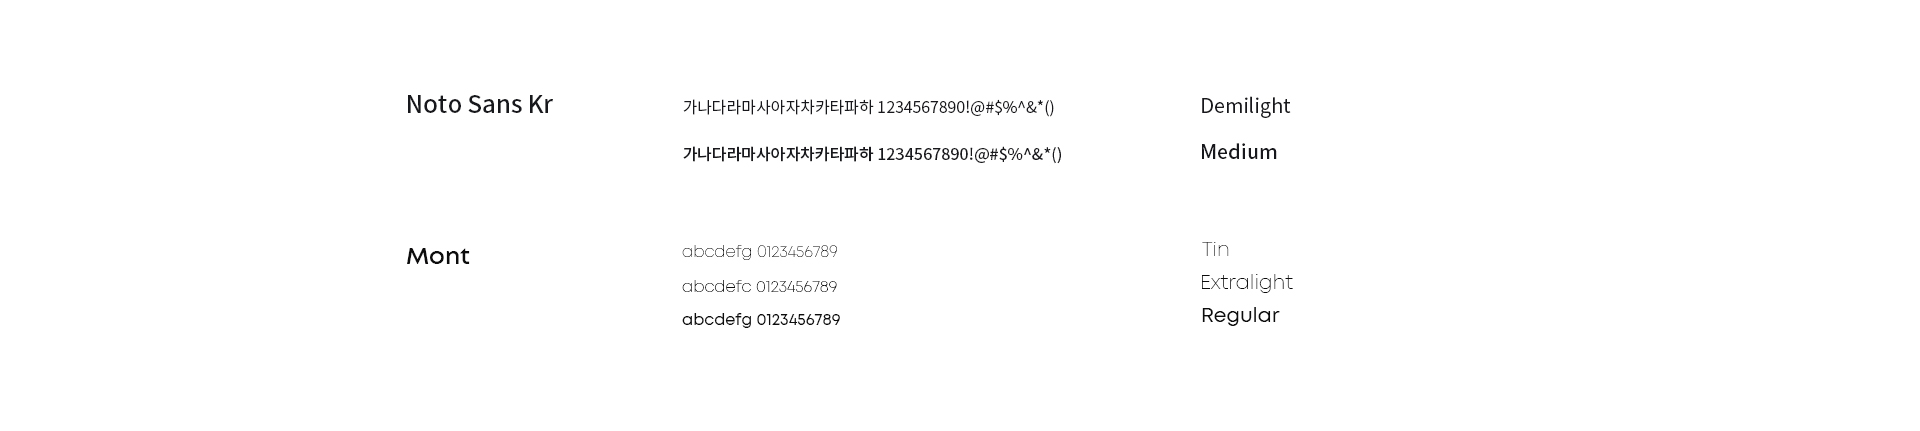 Noto Sans Kr
가나다라마사아자차카타파하 1234567890!@#$%^&*()
Demilight
가나다라마사아자차카타파하 1234567890!@#$%^&*()
Medium
Mont
abcdefg 0123456789
Tin
abcdefc 0123456789
Extralight
abcdefg 0123456789
Regular